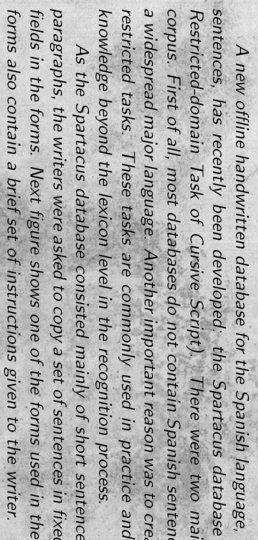 A new offline handwritten database for the Spanish language,
sentences, has recently been developed: the Spartacus database
Restricted-domain Task of Cursive Script). There were two mai
corpus. First of all, most databases do not contain Spanish senten
a widespread major language. Another important reason was to crea
restricted tasks. These tasks are commonly used in practice and
knowledge beyond the lexicon level in the recognition process.
As the Spartacus database consisted mainly of short sentence
paragraphs, the writers were asked to copy a set of sentences in fixed
fields in the forms. Next figure shows one of the forms used in the
forms also contain a brief set of instructions given to the writer.